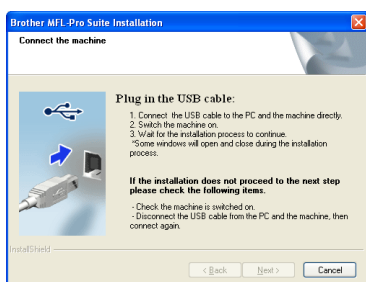 Brother MFL-Pro Suite Installation
Connect the machine
Plug in the USB cable:
1. Connect the USB cable to the PC and the machine directly.
2. Switch the machine on.
3. Wait for the installation process to continue.
*Some windows will open and close during the installation
process.
If the installation does not proceed to the next step
please check the following items.
- Check the machine is switched on.
- Disconnect the USB cable from the PC and the machine, then
connect again.
InstallShield
< Back Next > Cancel